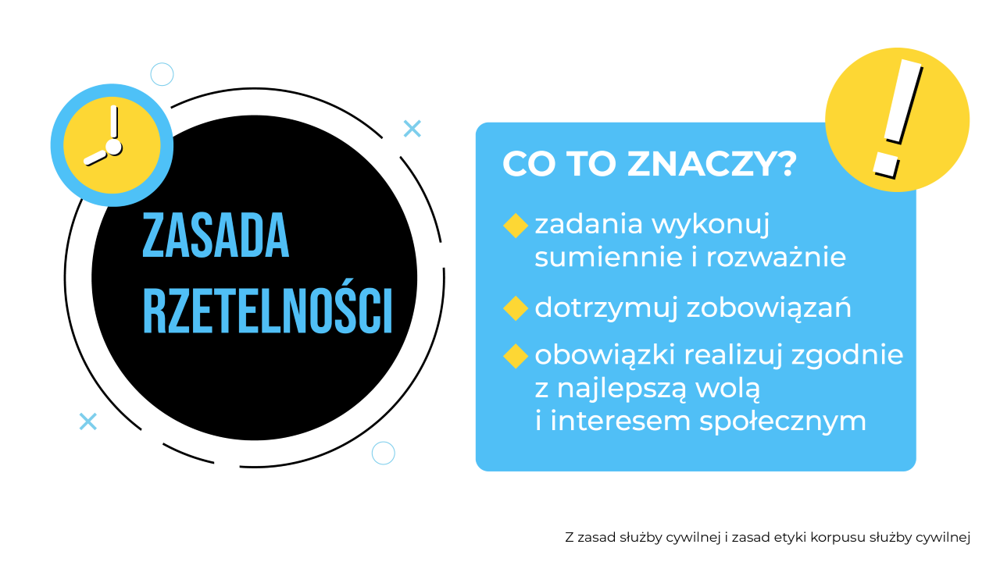 ZASADA
RZETELNOŚCI
CO TO ZNACZY?
zadania wykonuj
sumiennie i rozważnie
dotrzymuj zobowiązań
obowiązki realizuj zgodnie
z najlepszą wolą
i interesem społecznym
Z zasad służby cywilnej i zasad etyki korpusu służby cywilnej